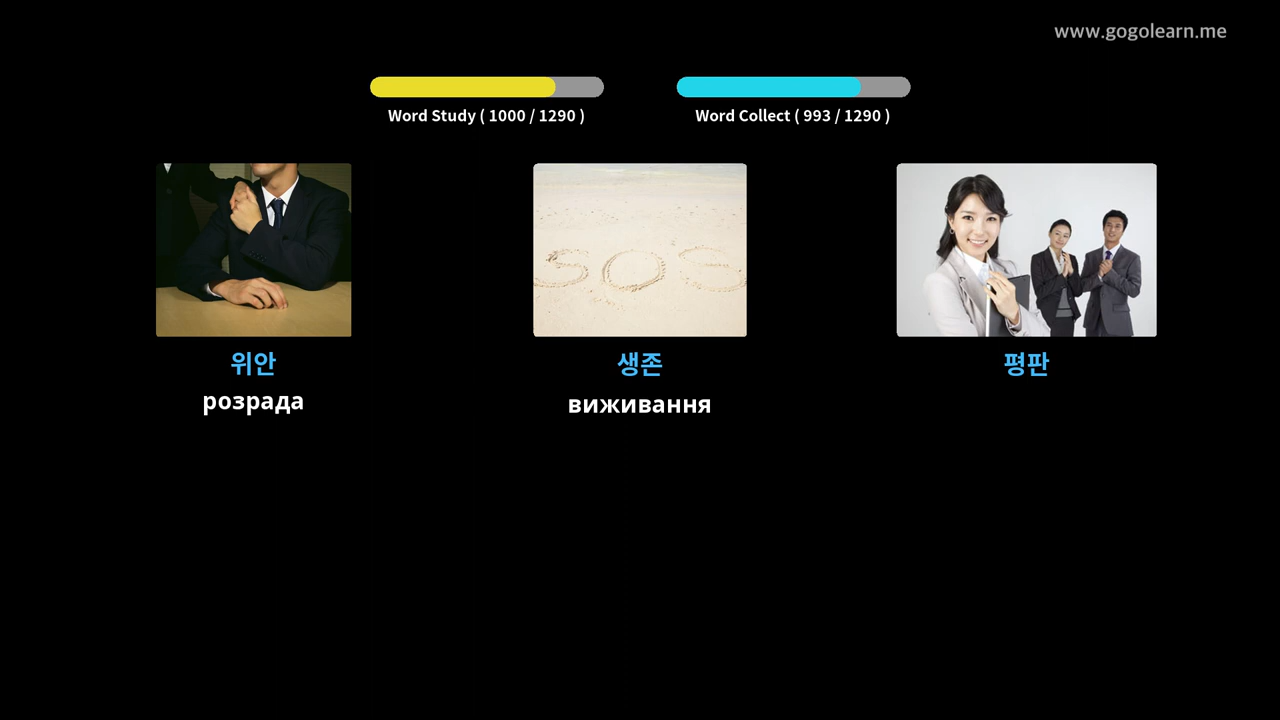 www.gogolearn.me
Word Study ( 1000 / 1290 )
Word Collect ( 993 / 1290 )
SOS
위안
생존
평판
розрада
виживання